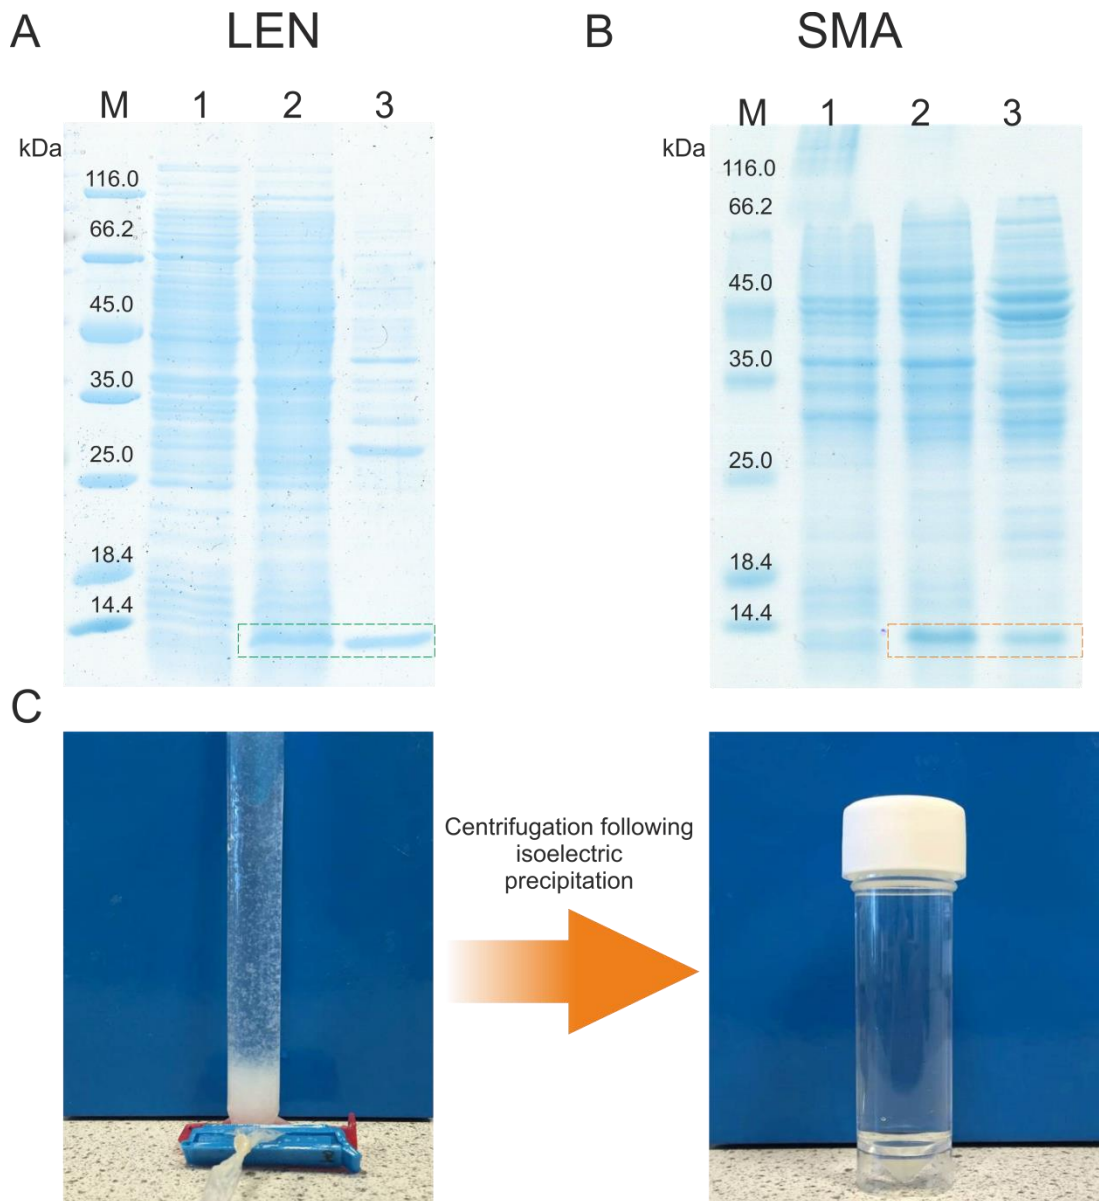 A
LEN
M 1 2 3
kDa
116.0
66.2
45.0
35.0
25.0
18.4
14.4
B
SMA
M 1 2 3
kDa
116.0
66.2
45.0
35.0
25.0
18.4
14.4
C
Centrifugation following
isoelectric
precipitation